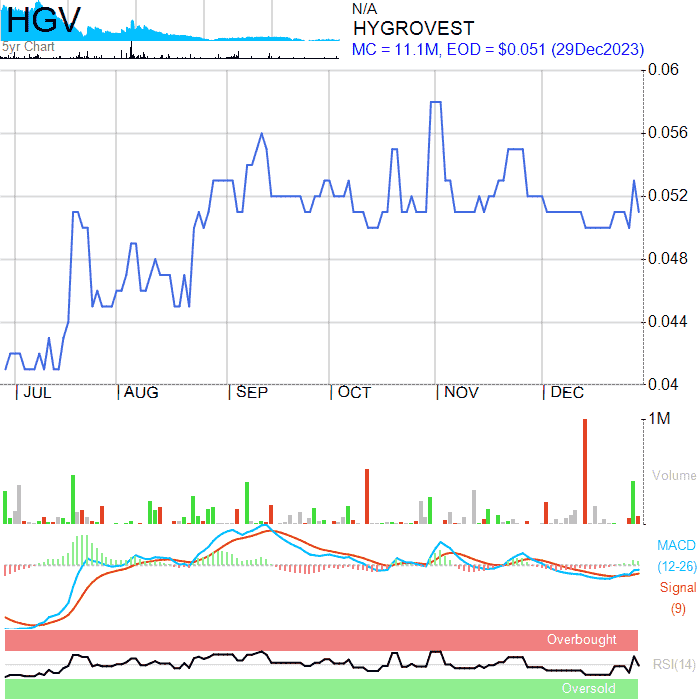 HGV
5yr Chart
N/A
HYGROVEST
MC = 11.1M, EOD = $0.051 (29Dec2023)
0.06
0.056
0.052
0.048
0.044
0.04
JUL AUG SEP OCT NOV DEC
1M
Volume
MACD
(12-26)
Signal
(9)
Overbought
RSI(14)
Oversold